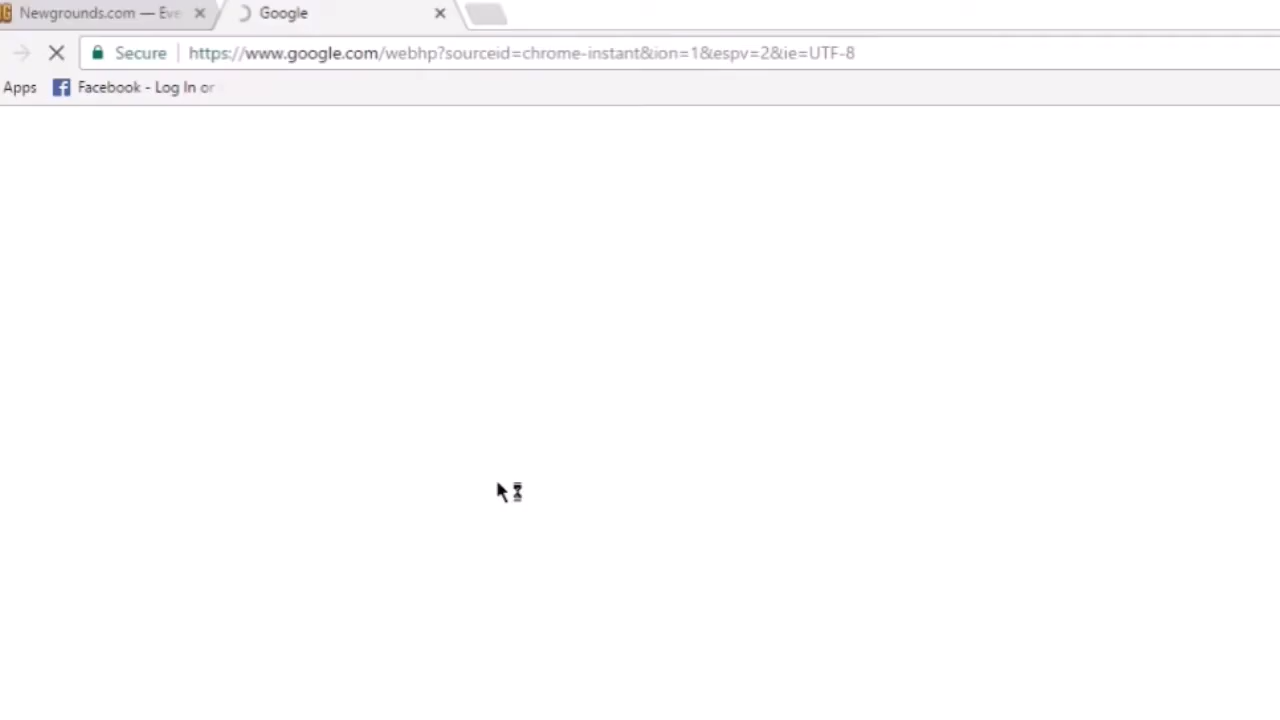 Newgrounds.com — Eve
Google
Secure
https://www.google.com/webhp?sourceid=chrome-instant&ion=1&espv=2&ie=UTF-8
Apps
Facebook - Log In or